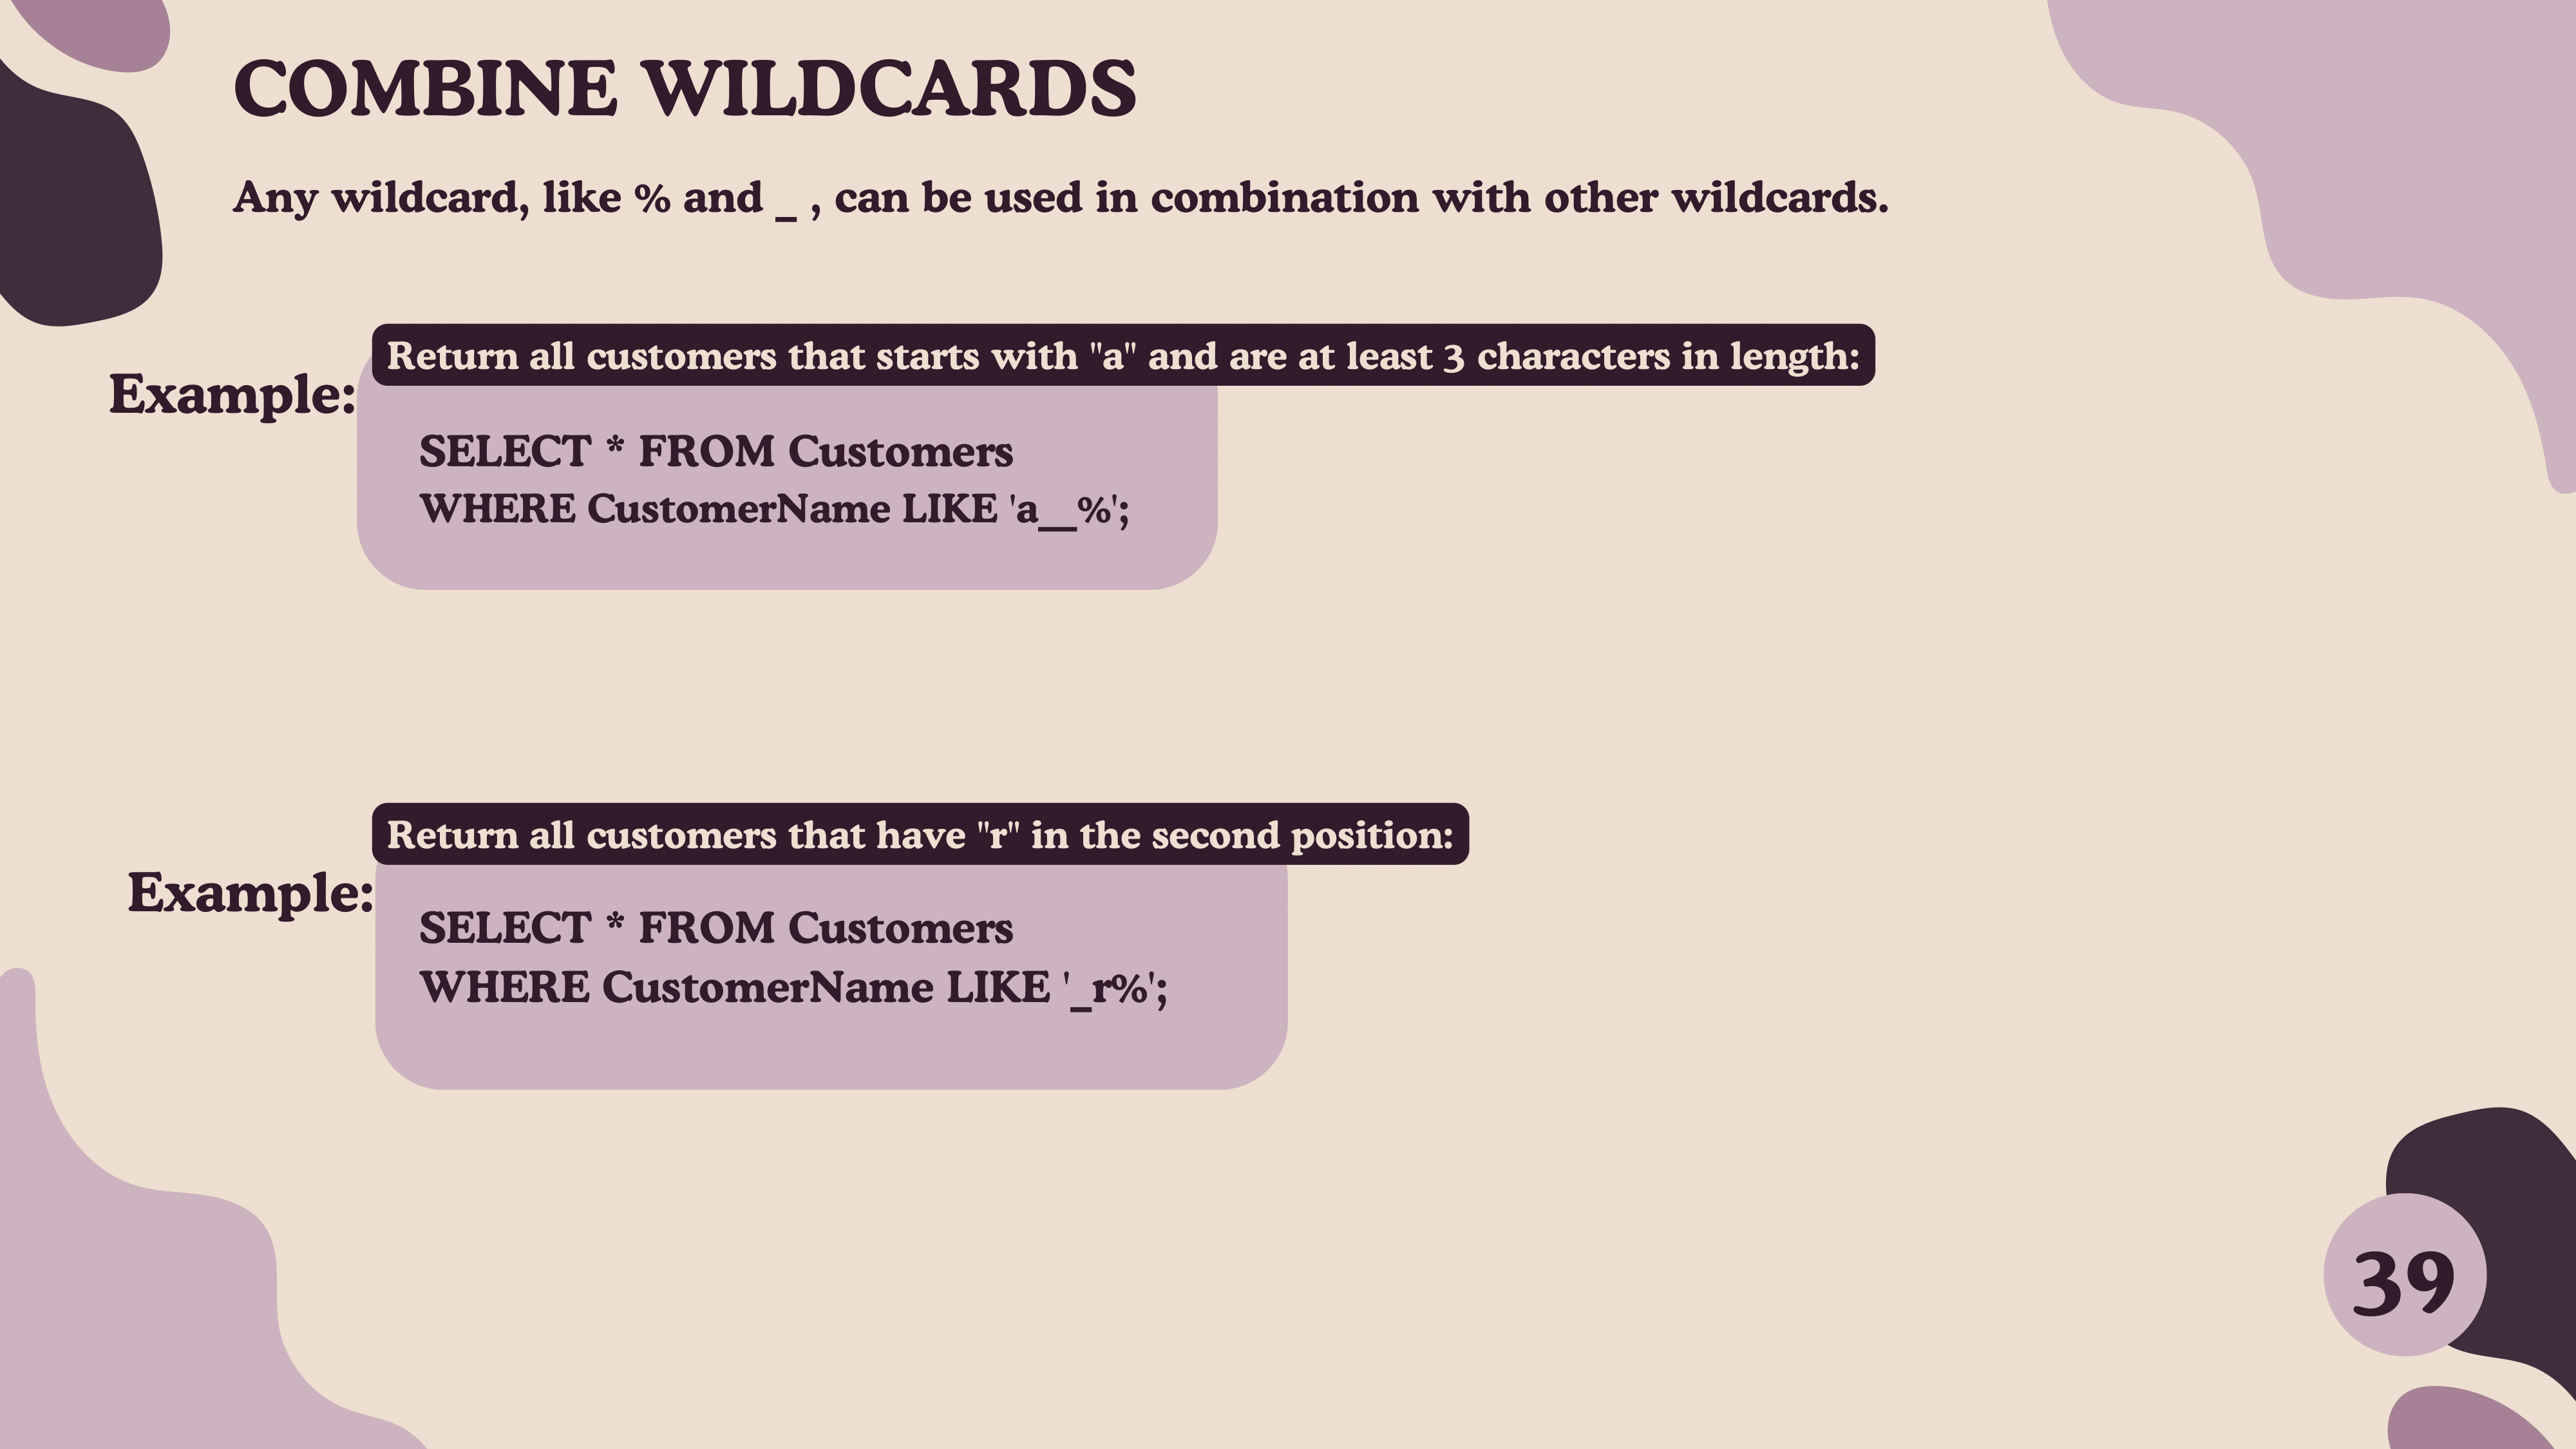 COMBINE WILDCARDS
Any wildcard, like % and _ , can be used in combination with other wildcards.
Return all customers that starts with "a" and are at least 3 characters in length:
Example:
SELECT * FROM Customers
WHERE CustomerName LIKE 'a__%';
Return all customers that have "r" in the second position:
Example:
SELECT * FROM Customers
WHERE CustomerName LIKE '_r%';
39